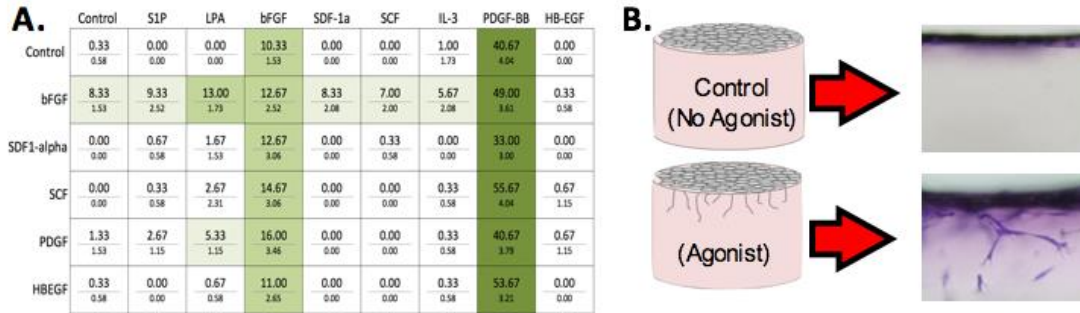 A.
Control S1P LPA bFGF SDF-1a SCF IL-3 PDGF-BB HB-EGF
Control 0.33 0.00 0.00 10.33 0.00 0.00 1.00 40.67 0.00
0.58 0.00 0.00 1.53 0.00 0.00 1.73 4.04 0.00
bFGF 8.33 9.33 13.00 12.67 8.33 7.00 5.67 49.00 0.33
1.53 2.52 1.73 2.52 2.08 2.00 2.08 3.61 0.58
SDF1-alpha 0.00 0.67 1.67 12.67 0.00 0.33 0.00 33.00 0.00
0.00 0.58 1.53 3.06 0.00 0.58 0.00 3.00 0.00
SCF 0.00 0.33 2.67 14.67 0.00 0.00 0.33 55.67 0.67
0.00 0.58 2.31 3.06 0.00 0.00 0.58 4.04 1.15
PDGF 1.33 2.67 5.33 16.00 0.00 0.00 0.33 40.67 0.67
1.53 1.15 1.15 3.46 0.00 0.00 0.58 3.79 1.15
HBEGF 0.33 0.00 0.67 11.00 0.00 0.00 0.33 53.67 0.00
0.58 0.00 0.58 2.65 0.00 0.00 0.58 3.21 0.00
B.
Control
(No Agonist)
(Agonist)